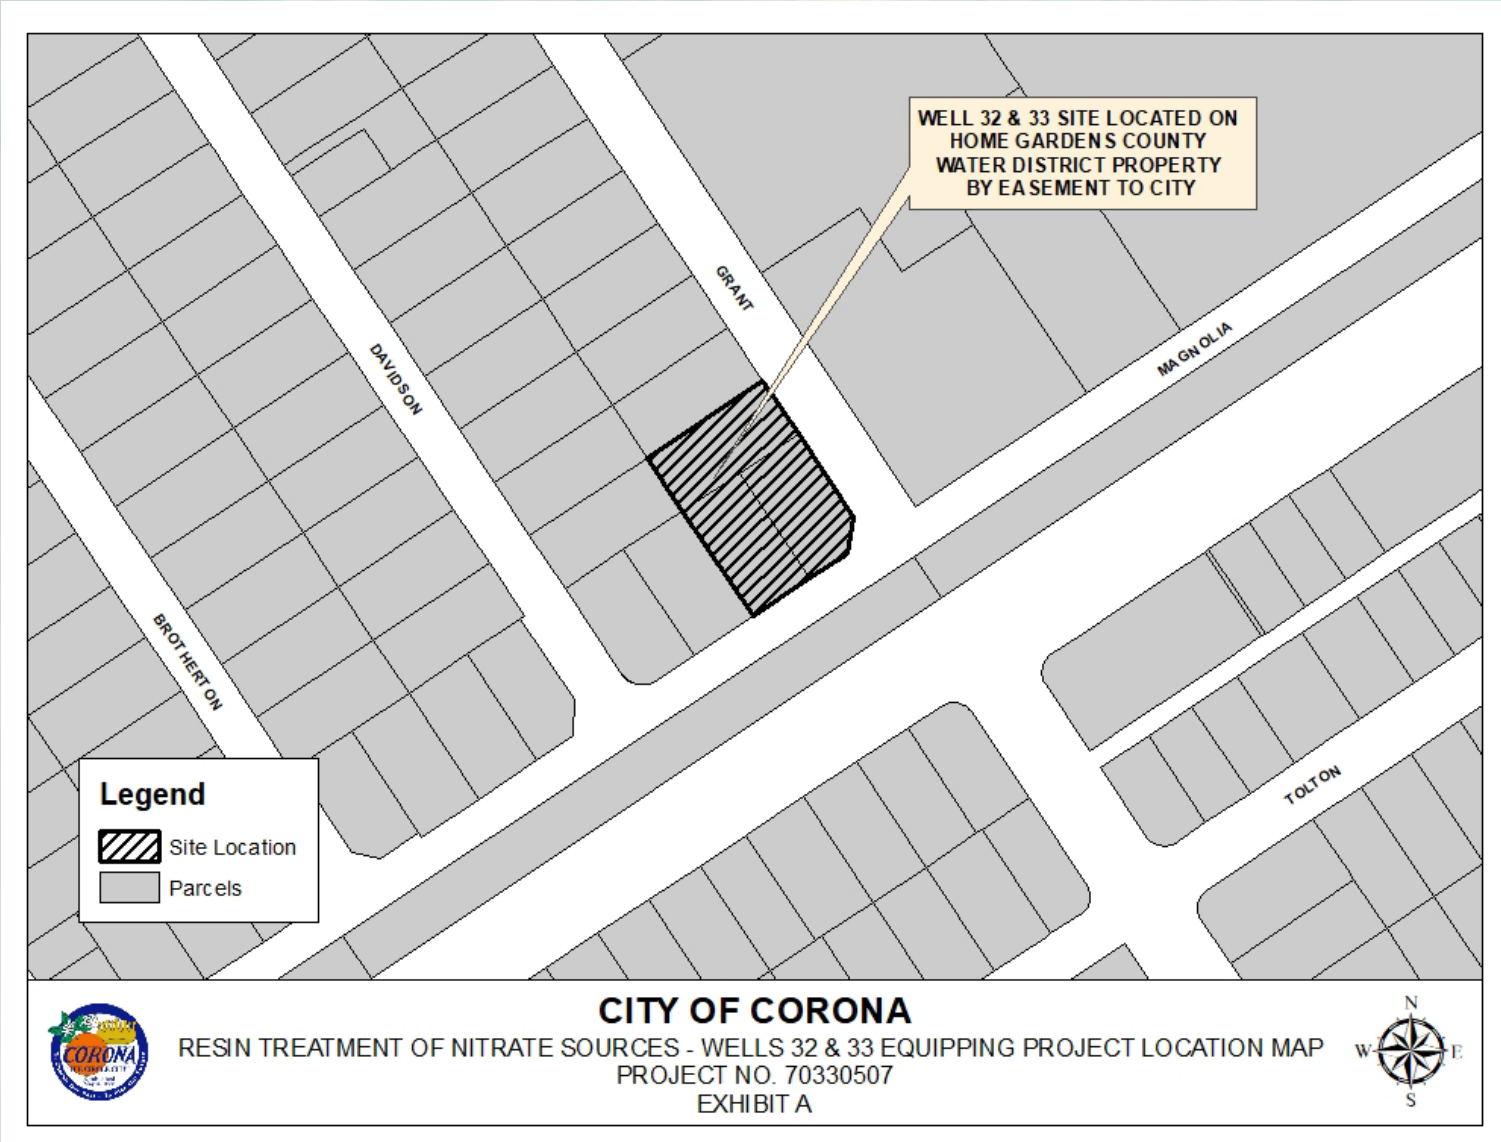 WELL 32 & 33 SITE LOCATED ON
HOME GARDENS COUNTY
WATER DISTRICT PROPERTY
BY EASEMENT TO CITY
GRANT
MAGNOLIA
DAVIDSON
BROTHERTON
TOLTON
Legend
Site Location
Parcels
CITY OF CORONA
RESIN TREATMENT OF NITRATE SOURCES - WELLS 32 & 33 EQUIPPING PROJECT LOCATION MAP
PROJECT NO. 70330507
EXHIBIT A
CORONA
N
W
E
S